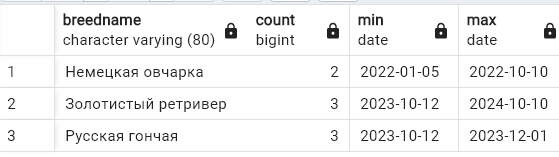 breedname count min max
character varying (80) bigint date date
1 Немецкая овчарка 2 2022-01-05 2022-10-10
2 Золотистый ретривер 3 2023-10-12 2024-10-10
3 Русская гончая 3 2023-10-12 2023-12-01